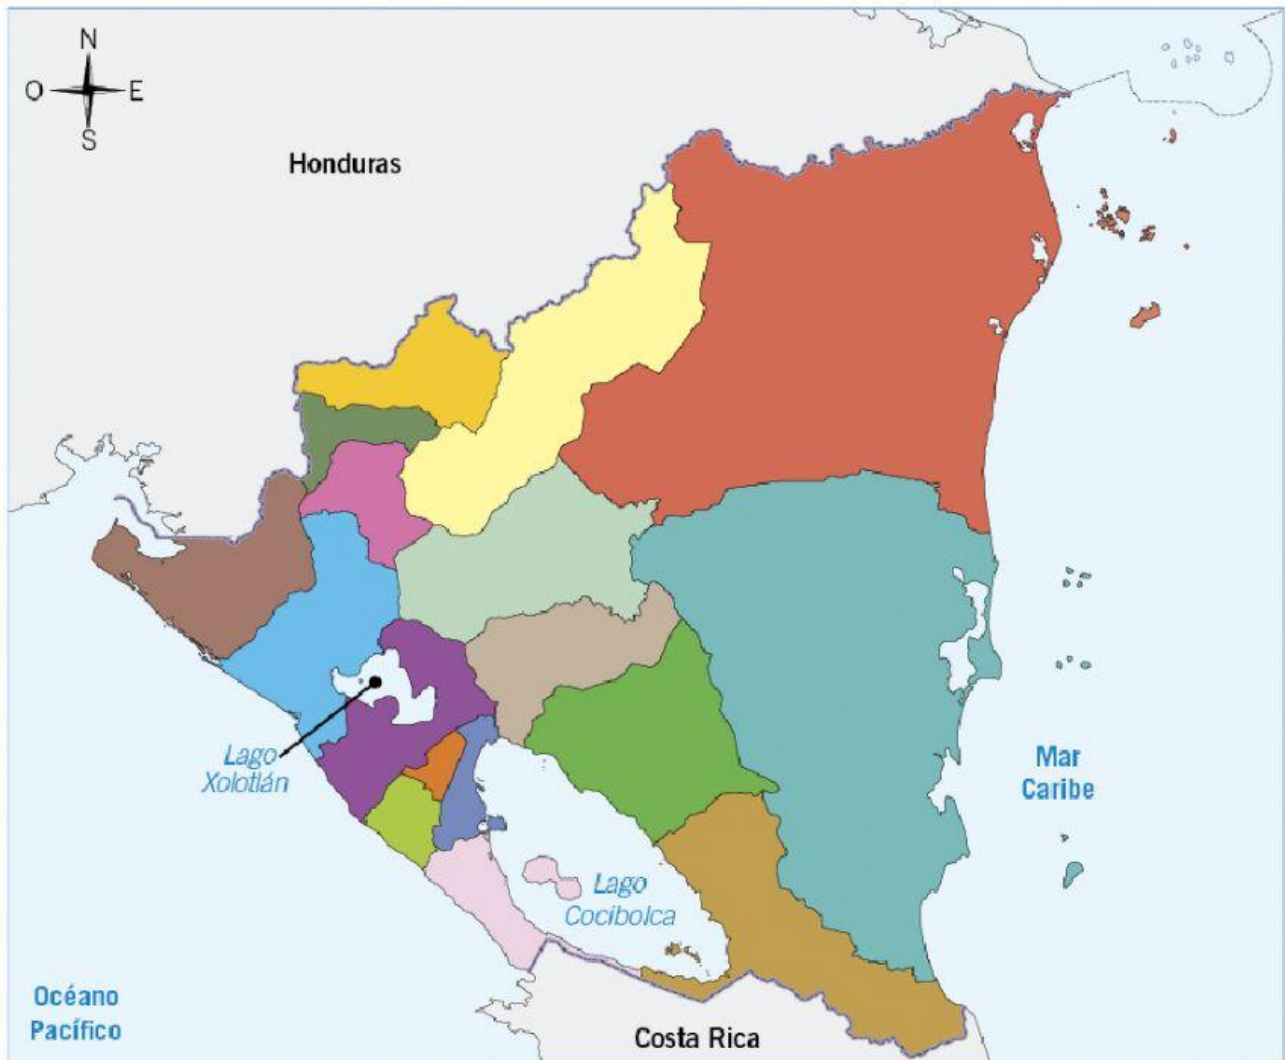 N
O E
S
Honduras
Lago
Xolotlán
Mar
Caribe
Lago
Cocibolca
Océano
Pacífico
Costa Rica